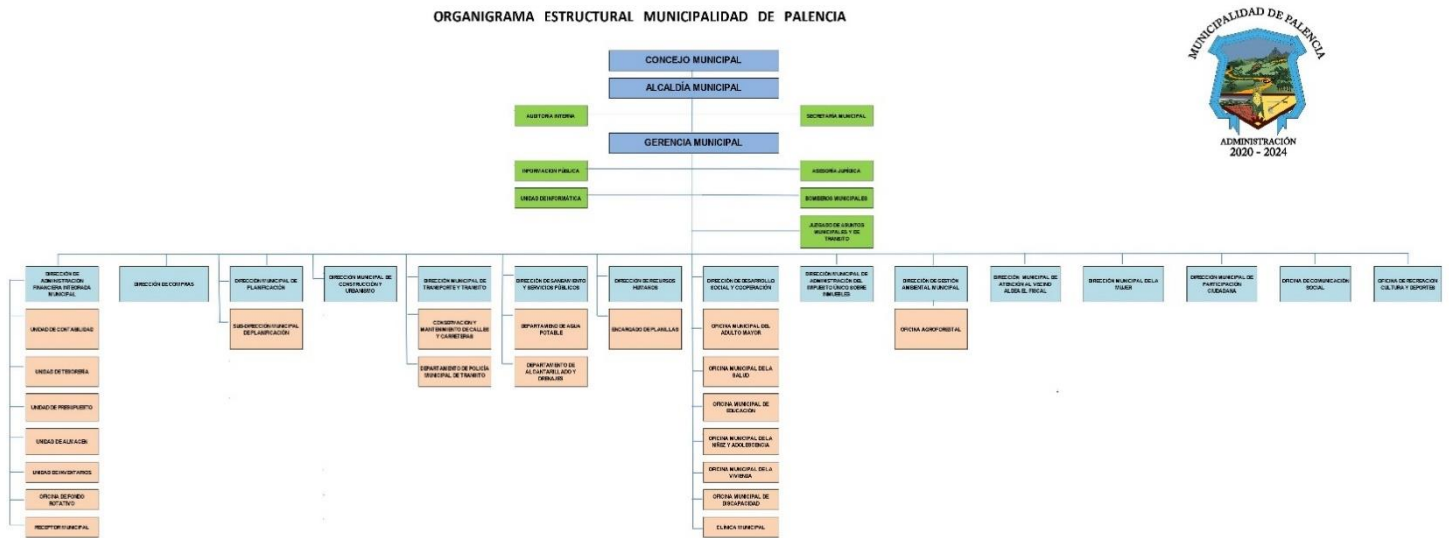 ORGANIGRAMA ESTRUCTURAL MUNICIPALIDAD DE PALENCIA
MUNICIPALIDAD DE PALENCIA
ADMINISTRACIÓN
2020 - 2024
CONCEJO MUNICIPAL
ALCALDÍA MUNICIPAL
AUDITORÍA INTERNA
SECRETARÍA MUNICIPAL
GERENCIA MUNICIPAL
INFORMACIÓN PÚBLICA
ASESORÍA JURÍDICA
UNIDAD DE INFORMÁTICA
BOMBEROS MUNICIPALES
JUZGADO DE ASUNTOS
MUNICIPALES Y DE
TRANSITO
DIRECCIÓN DE
ADMINISTRACIÓN
FINANCIERA INTEGRADA
MUNICIPAL
DIRECCIÓN DE COMPRAS
DIRECCIÓN MUNICIPAL DE
PLANIFICACIÓN
DIRECCIÓN MUNICIPAL DE
CONSTRUCCIÓN Y
URBANISMO
DIRECCIÓN MUNICIPAL DE
TRANSPORTE Y TRANSITO
DIRECCIÓN DE SANEAMIENTO
Y SERVICIOS PÚBLICOS
DIRECCIÓN DE RECURSOS
HUMANOS
DIRECCIÓN DE DESARROLLO
SOCIAL Y COOPERACIÓN
DIRECCIÓN MUNICIPAL DE
ADMINISTRACIÓN DEL
IMPUESTO ÚNICO SOBRE
INMUEBLES
DIRECCIÓN DE GESTIÓN
AMBIENTAL MUNICIPAL
DIRECCIÓN MUNICIPAL DE
ATENCIÓN AL VECINO
ALDEA EL FISCAL
DIRECCIÓN MUNICIPAL DE LA
MUJER
DIRECCIÓN MUNICIPAL DE
PARTICIPACIÓN
CIUDADANA
OFICINA DE COMUNICACIÓN
SOCIAL
OFICINA DE RECREACION
CULTURA Y DEPORTES
UNIDAD DE CONTABILIDAD
UNIDAD DE TESORERÍA
UNIDAD DE PRESUPUESTO
UNIDAD DE ALMACEN
UNIDAD DE INVENTARIOS
OFICINA DE FONDO
ROTATIVO
RECEPTOR MUNICIPAL
SUB-DIRECCIÓN MUNICIPAL
DE PLANIFICACIÓN
CONSERVACION Y
MANTENIMIENTO DE CALLES
Y CARRETERAS
DEPARTAMENTO DE POLICÍA
MUNICIPAL DE TRANSITO
DEPARTAMENO DE AGUA
POTABLE
DEPARTAMENTO DE
ALCANTARILLADO Y
DRENAJES
ENCARGADO DE PLANILLAS
OFICINA MUNICIPAL DEL
ADULTO MAYOR
OFICINA MUNICIPAL DE LA
SALUD
OFICINA MUNICIPAL DE
EDUCACIÓN
OFICINA MUNICIPAL DE LA
NIÑEZ Y ADOLESCENCIA
OFICINA MUNICIPAL DE LA
VIVIENDA
OFICINA MUNICIPAL DE
DISCAPACIDAD
CLINICA MUNICIPAL
OFICINA AGROFORESTAL